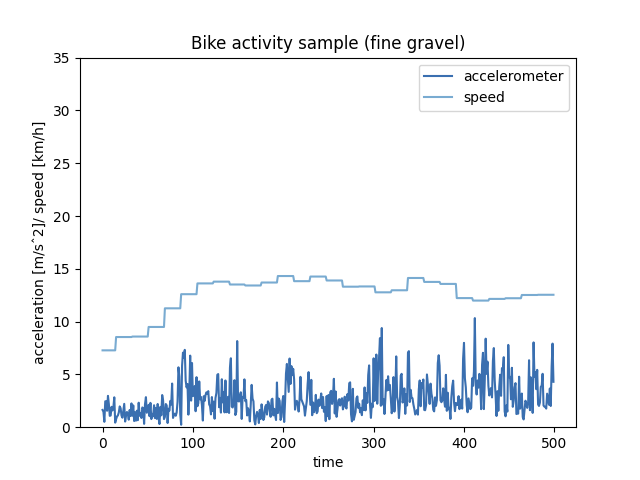 Bike activity sample (fine gravel)
accelerometer
speed
acceleration [m/sˆ2]/ speed [km/h]
35
30
25
20
15
10
5
0
0 100 200 300 400 500
time